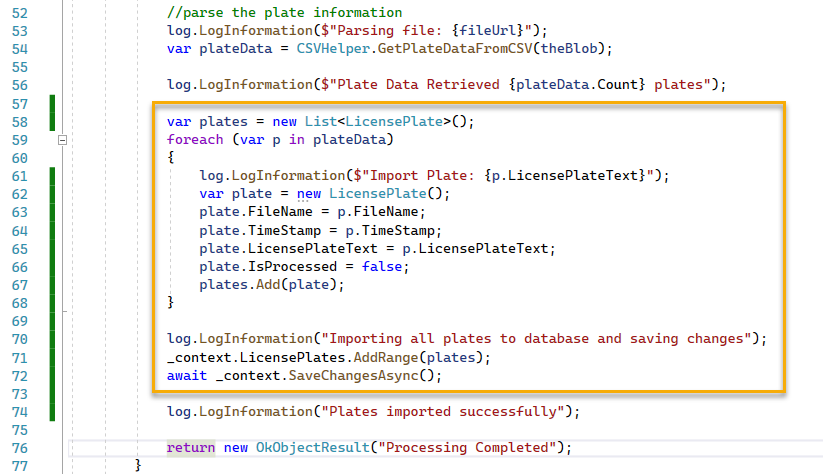 52 //parse the plate information
53 log.LogInformation($"Parsing file: {fileUrl}");
54 var plateData = CSVHelper.GetPlateDataFromCSV(theBlob);
55
56 log.LogInformation($"Plate Data Retrieved {plateData.Count} plates");
57
58 var plates = new List<LicensePlate>();
59 foreach (var p in plateData)
60 {
61 log.LogInformation($"Import Plate: {p.LicensePlateText}");
62 var plate = new LicensePlate();
63 plate.FileName = p.FileName;
64 plate.TimeStamp = p.TimeStamp;
65 plate.LicensePlateText = p.LicensePlateText;
66 plate.IsProcessed = false;
67 plates.Add(plate);
68 }
69
70 log.LogInformation("Importing all plates to database and saving changes");
71 _context.LicensePlates.AddRange(plates);
72 await _context.SaveChangesAsync();
73
74 log.LogInformation("Plates imported successfully");
75
76 return new OkObjectResult("Processing Completed");
77 }